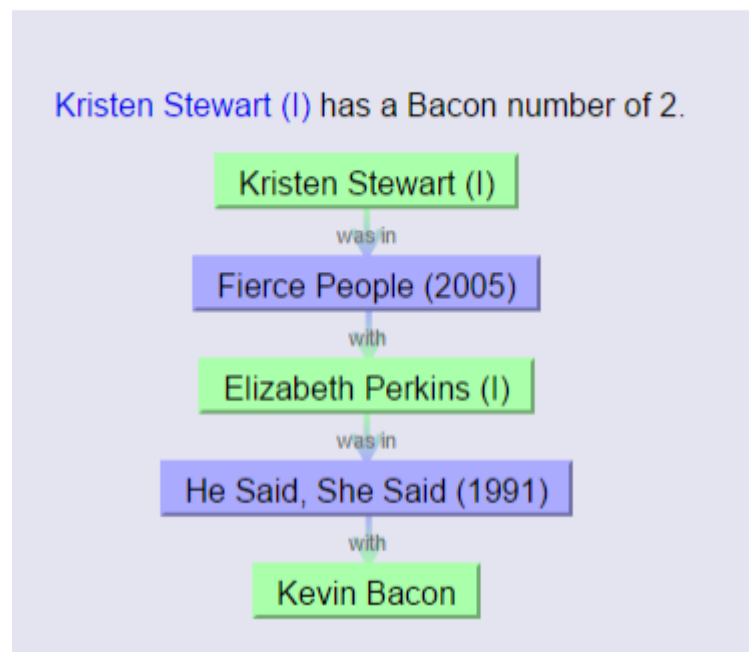 Kristen Stewart (I) has a Bacon number of 2.
Kristen Stewart (I)
was in
Fierce People (2005)
with
Elizabeth Perkins (I)
was in
He Said, She Said (1991)
with
Kevin Bacon